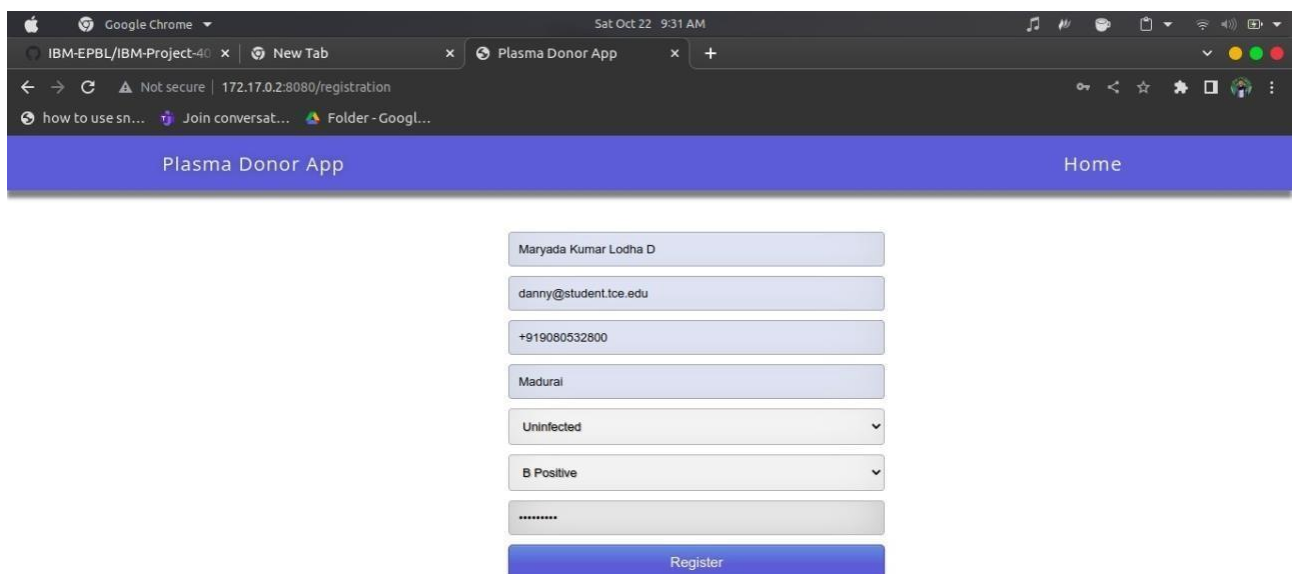 Google Chrome Sat Oct 22 9:31 AM
IBM-EPBL/IBM-Project-40 New Tab Plasma Donor App
Not secure | 172.17.0.2:8080/registration
how to use sn... Join conversat... Folder - Googl...
Plasma Donor App Home
Maryada Kumar Lodha D
danny@student.tce.edu
+919080532800
Madurai
Uninfected
B Positive
•••••••••
Register